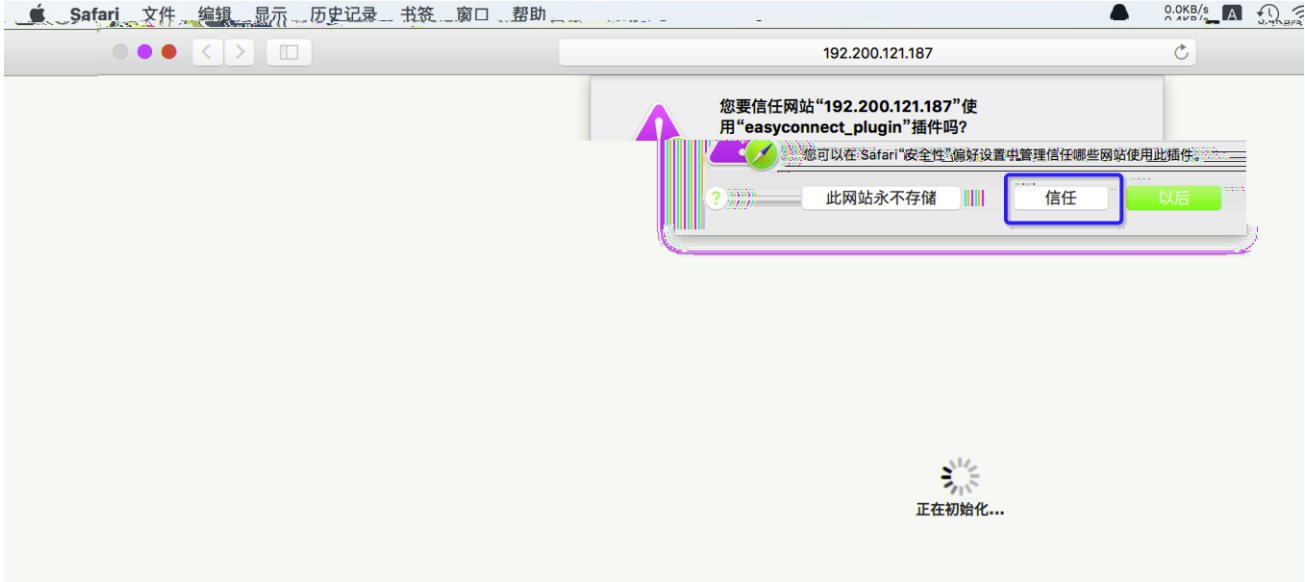 Safari 文件 编辑 显示 历史记录 书签 窗口 帮助 0.0KB/s A
192.200.121.187
您要信任网站“192.200.121.187”使
用“easyconnect_plugin”插件吗?
您可以在 Safari“安全性”偏好设置中管理信任哪些网站使用此插件。
? 此网站永不存储 信任 以后
正在初始化...